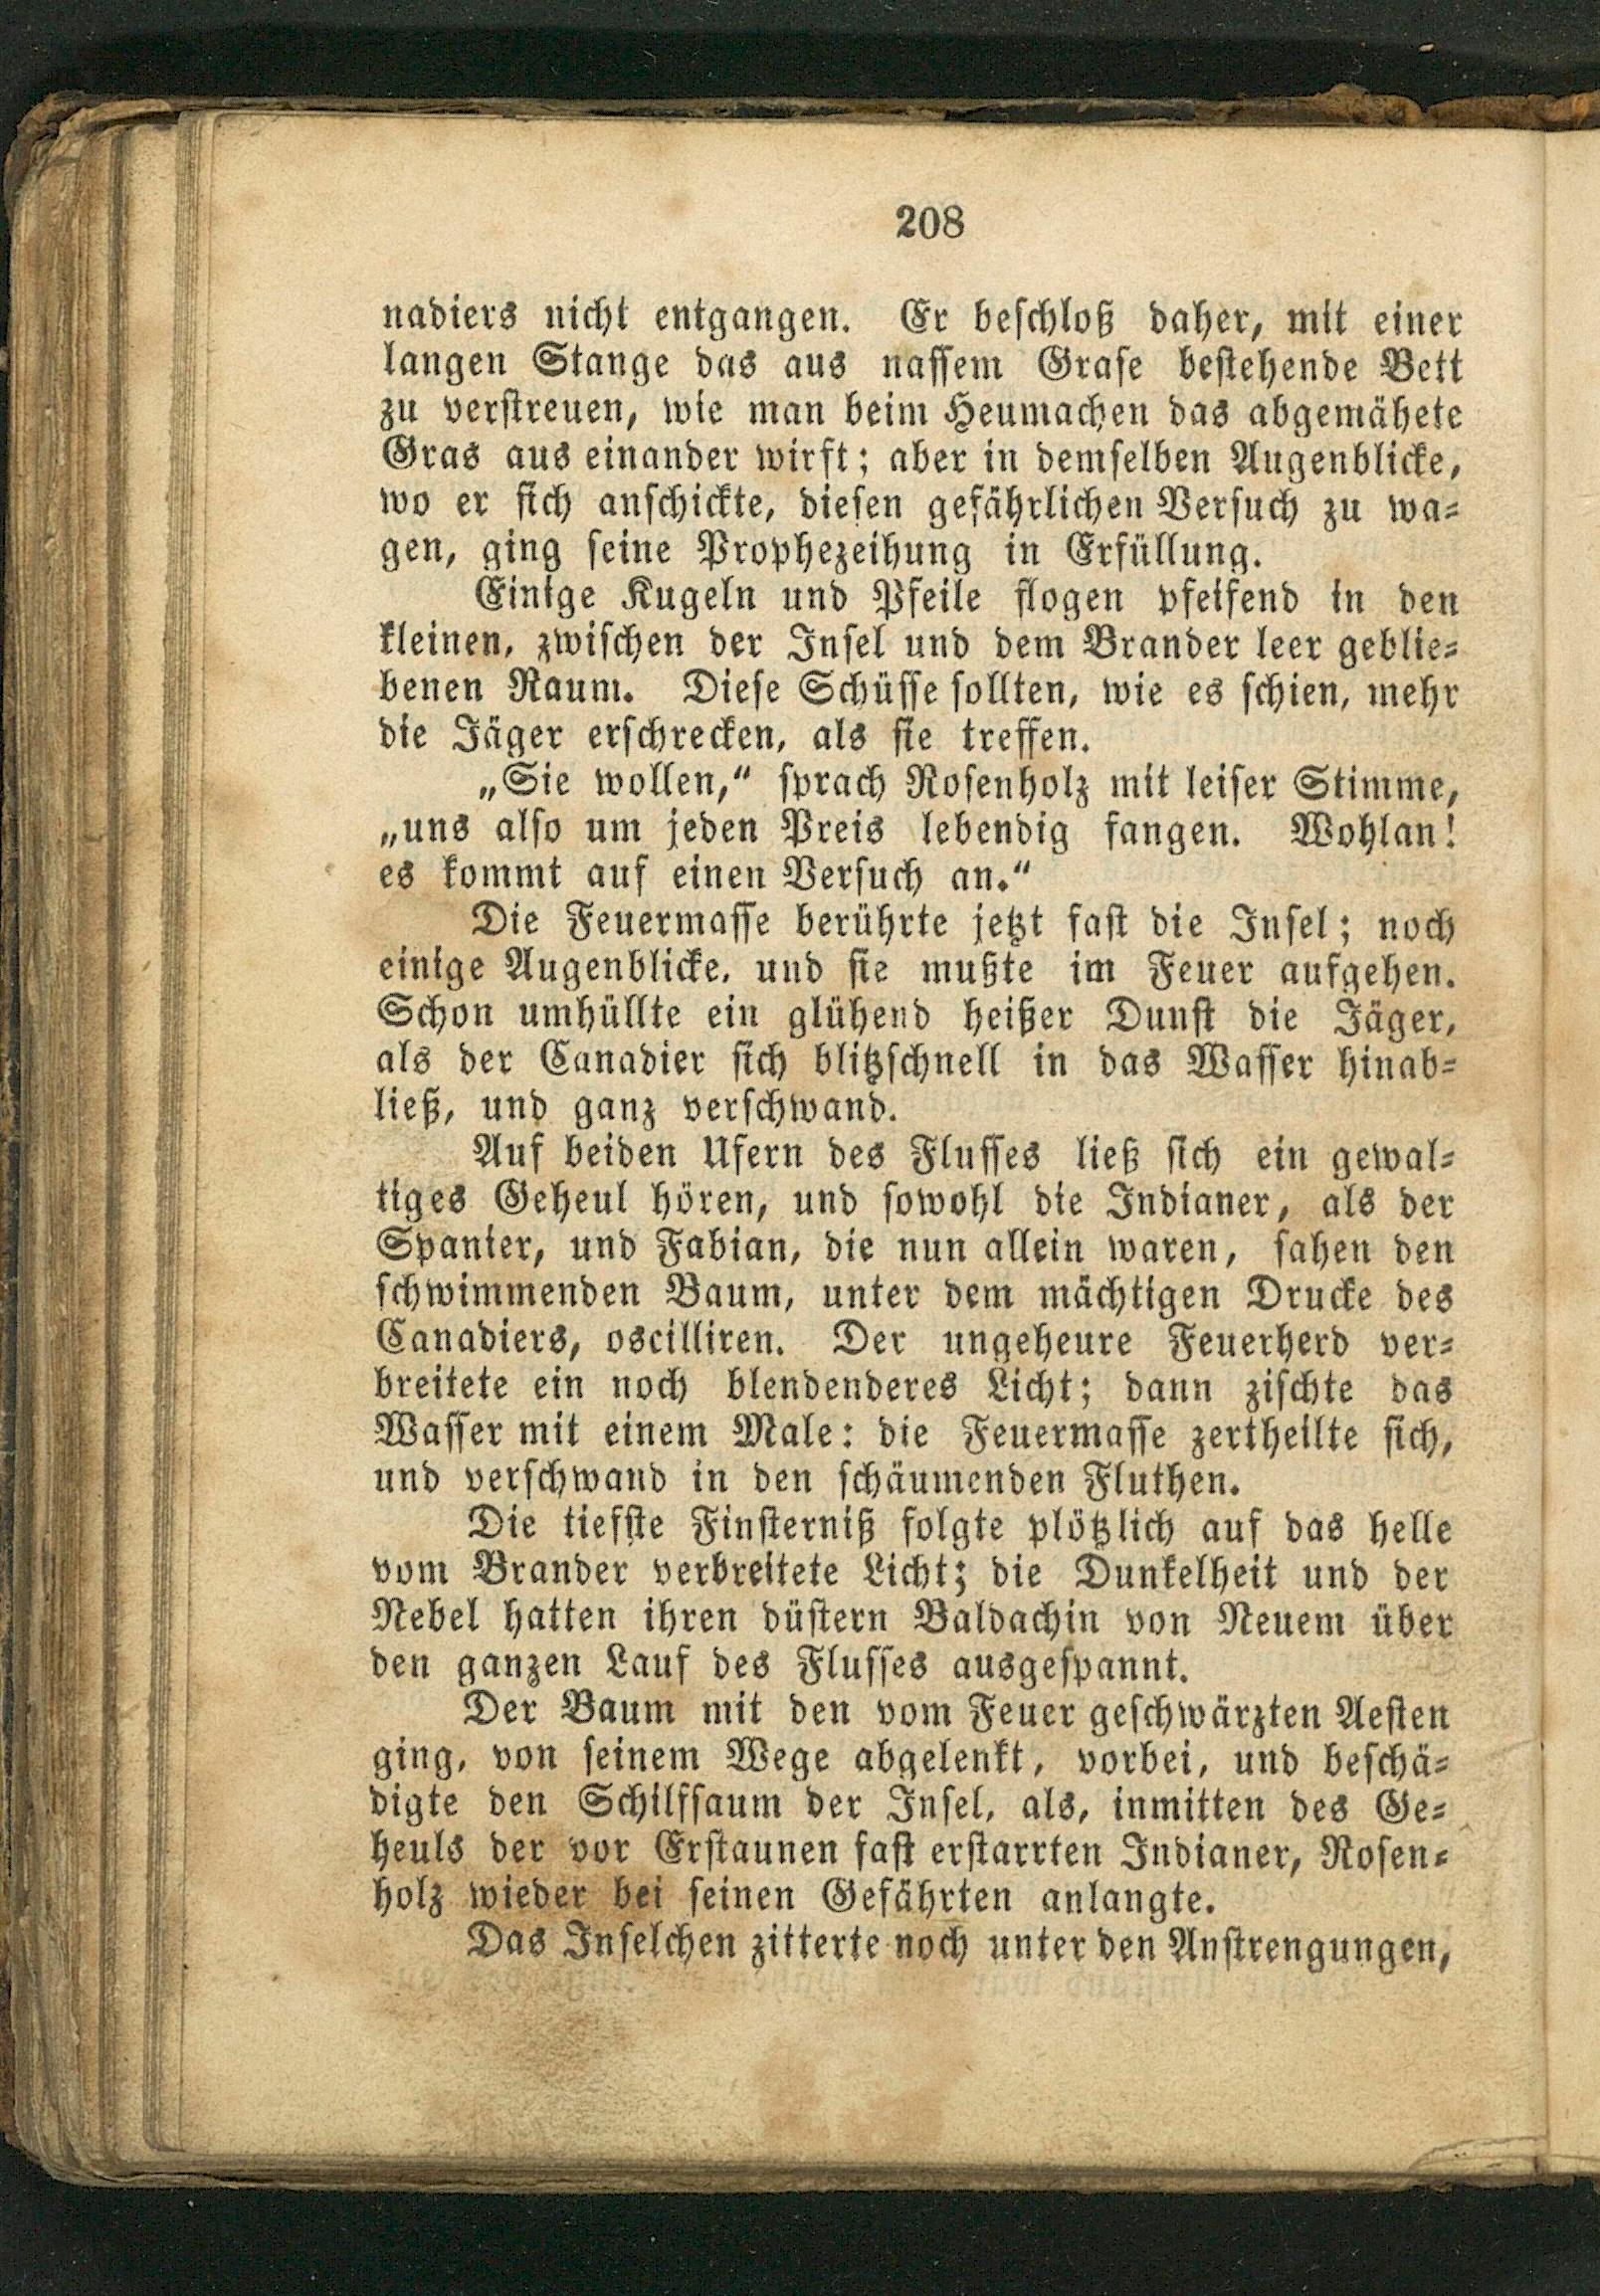 208
nadiers nicht entgangen. Er beschloß daher, mit einer
langen Stange das aus nassem Grase bestehende Bett
zu verstreuen, wie man beim Heumachen das abgemähete
Gras aus einander wirft; aber in demselben Augenblicke,
wo er sich anschickte, diesen gefährlichen Versuch zu wa-
gen, ging seine Prophezeihung in Erfüllung.
Einige Kugeln und Pfeile flogen pfeifend in den
kleinen, zwischen der Insel und dem Brander leer geblie-
benen Raum. Diese Schüsse sollten, wie es schien, mehr
die Jäger erschrecken, als sie treffen.
„Sie wollen,“ sprach Rosenholz mit leiser Stimme,
„uns also um jeden Preis lebendig fangen. Wohlan!
es kommt auf einen Versuch an.“
Die Feuermasse berührte jetzt fast die Insel; noch
einige Augenblicke, und sie mußte im Feuer aufgehen.
Schon umhüllte ein glühend heißer Dunst die Jäger,
als der Canadier sich blitzschnell in das Wasser hinab-
ließ, und ganz verschwand.
Auf beiden Ufern des Flusses ließ sich ein gewal-
tiges Geheul hören, und sowohl die Indianer, als der
Spanier, und Fabian, die nun allein waren, sahen den
schwimmenden Baum, unter dem mächtigen Drucke des
Canadiers, oscilliren. Der ungeheure Feuerherd ver-
breitete ein noch blendenderes Licht; dann zischte das
Wasser mit einem Male: die Feuermasse zertheilte sich,
und verschwand in den schäumenden Fluthen.
Die tiefste Finsterniß folgte plötzlich auf das helle
vom Brander verbreitete Licht; die Dunkelheit und der
Nebel hatten ihren düstern Baldachin von Neuem über
den ganzen Lauf des Flusses ausgespannt.
Der Baum mit den vom Feuer geschwärzten Aesten
ging, von seinem Wege abgelenkt, vorbei, und beschä-
digte den Schilfsaum der Insel, als, inmitten des Ge-
heuls der vor Erstaunen fast erstarrten Indianer, Rosen-
holz wieder bei seinen Gefährten anlangte.
Das Inselchen zitterte noch unter den Anstrengungen,